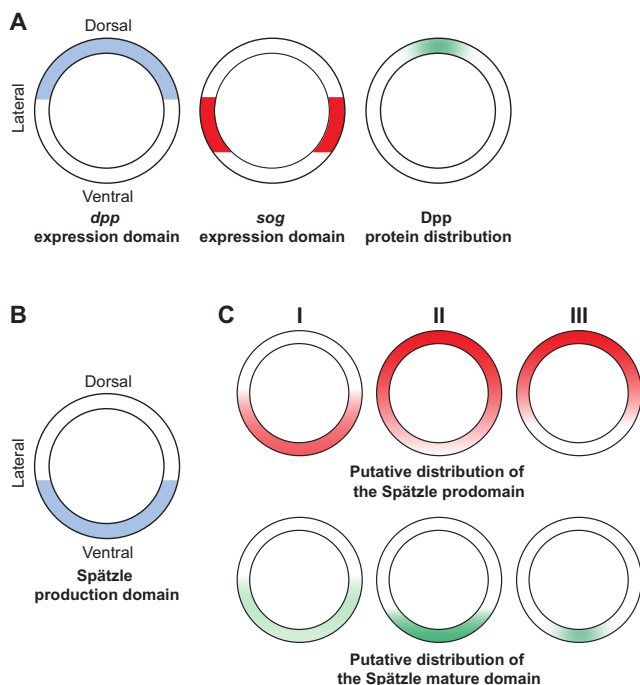 A
Dorsal
Lateral
Ventral
dpp
expression domain
sog
expression domain
Dpp
protein distribution
B
Dorsal
Lateral
Ventral
Spätzle
production domain
C
I
II
III
Putative distribution of
the Spätzle prodomain
Putative distribution of
the Spätzle mature domain